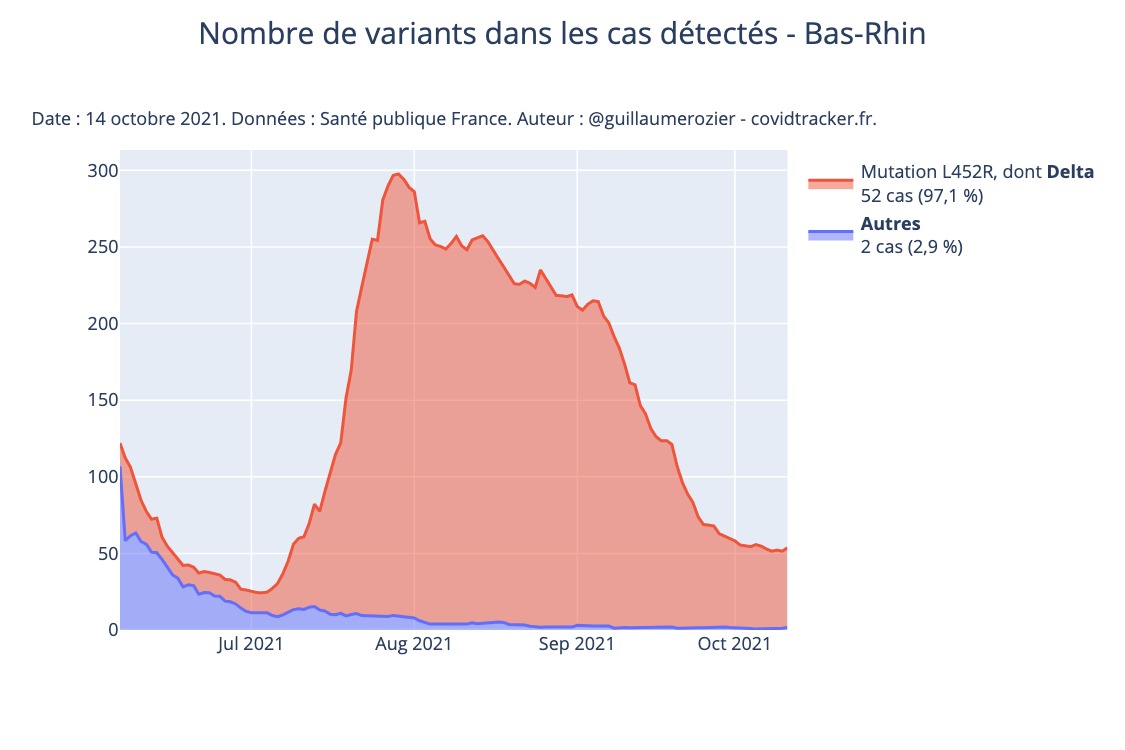 Nombre de variants dans les cas détectés - Bas-Rhin
Date : 14 octobre 2021. Données : Santé publique France. Auteur : @guillaumerozier - covidtracker.fr.
300
250
200
150
100
50
0
Jul 2021
Aug 2021
Sep 2021
Oct 2021
Mutation L452R, dont Delta
52 cas (97,1 %)
Autres
2 cas (2,9 %)